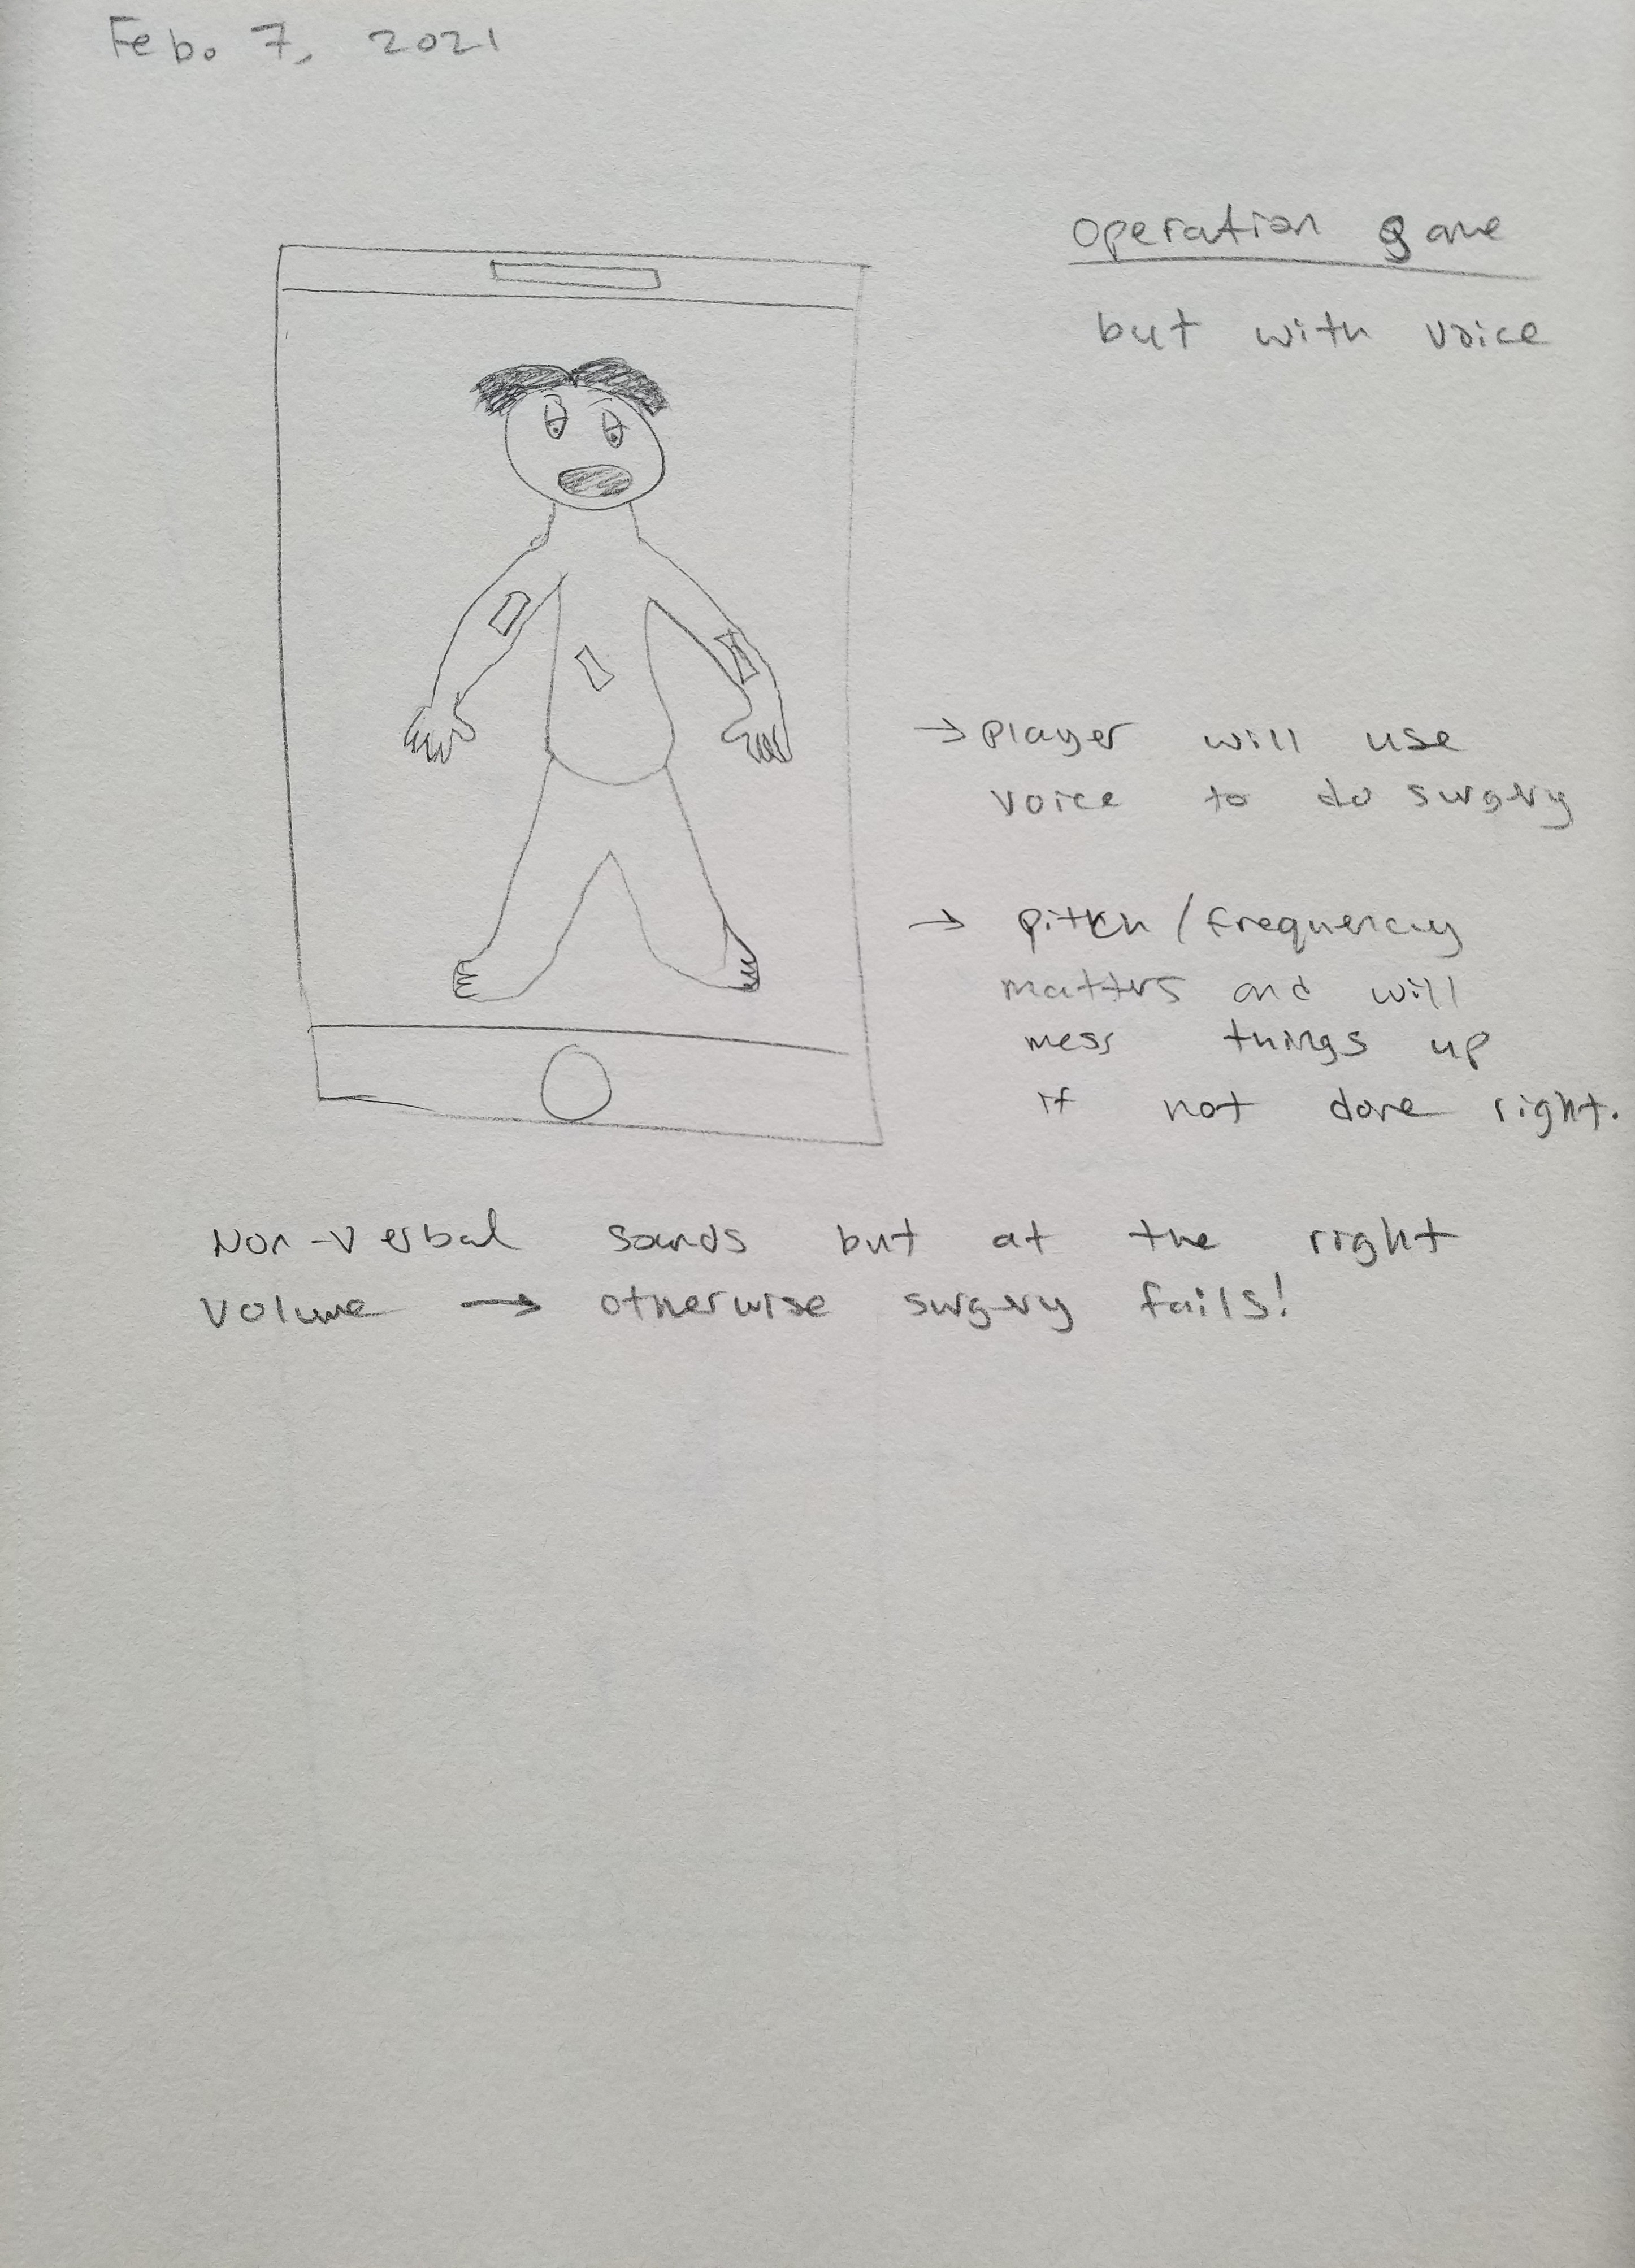 Feb. 7, 2021
Operation game
but with voice
→ Player will use
voice to do surgery
→ pitch / frequency
matters and will
mess things up
if not done right.
Non-verbal sounds but at the right
volume → otherwise surgery fails!